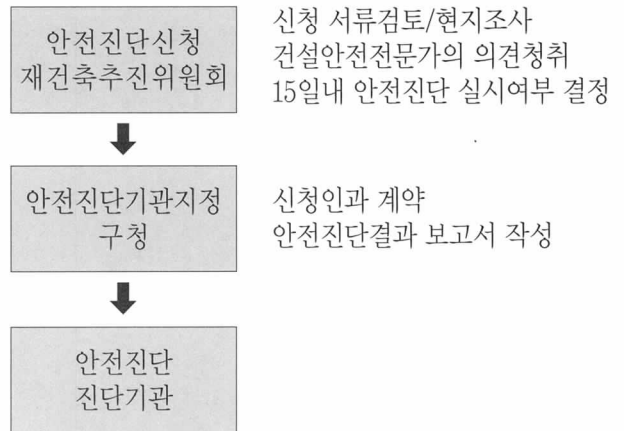 안전진단신청
재건축추진위원회
신청 서류검토/현지조사
건설안전전문가의 의견청취
15일내 안전진단 실시여부 결정
안전진단기관지정
구청
신청인과 계약
안전진단결과 보고서 작성
안전진단
진단기관